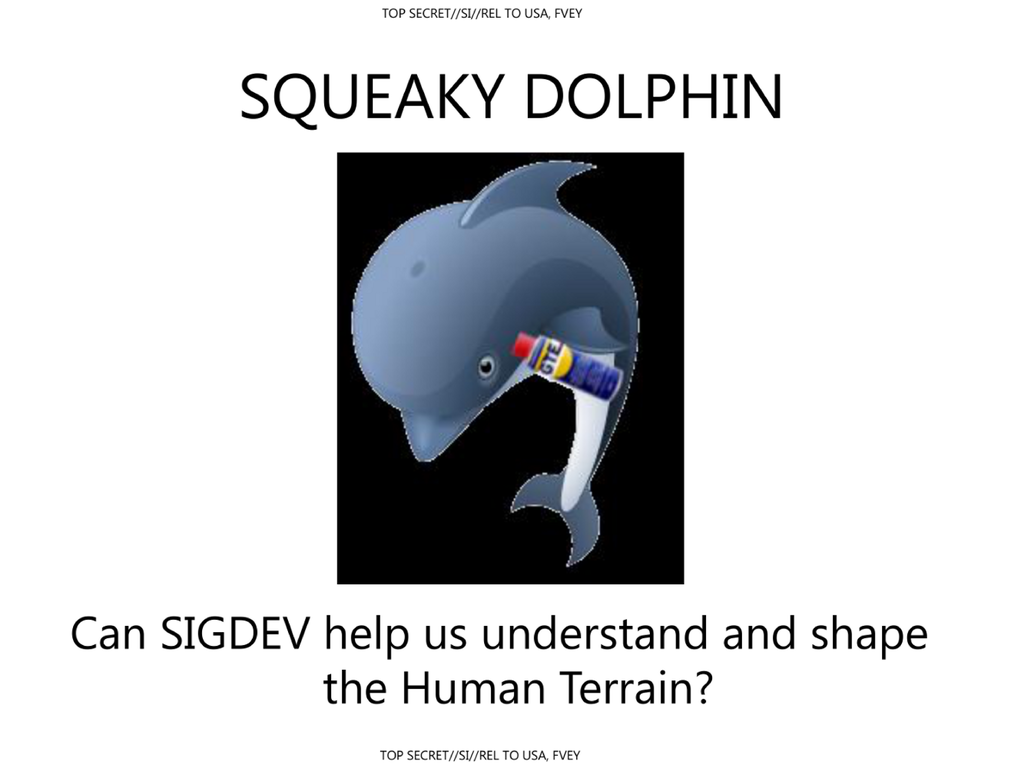 TOP SECRET//SI//REL TO USA, FVEY
SQUEAKY DOLPHIN
GTE
Can SIGDEV help us understand and shape
the Human Terrain?
TOP SECRET//SI//REL TO USA, FVEY